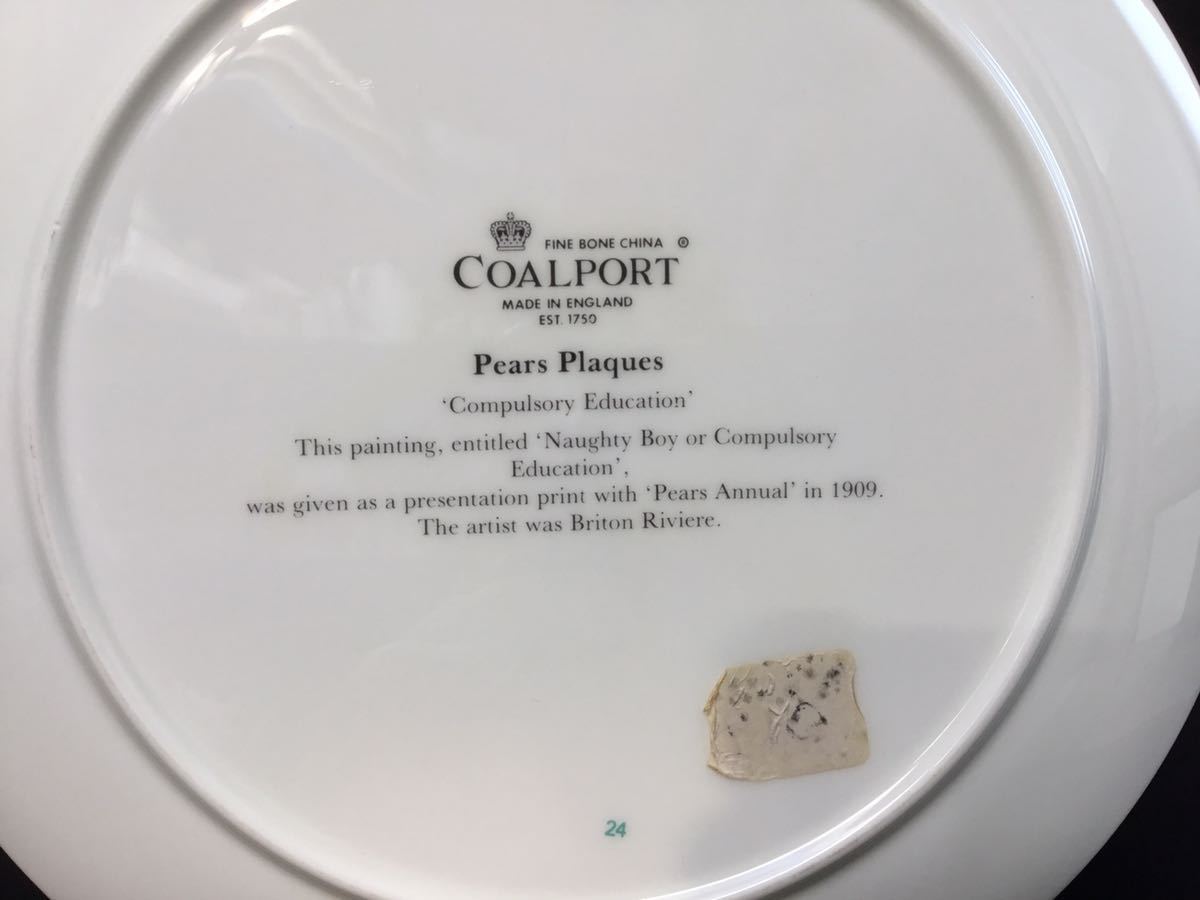 FINE BONE CHINA ®
COALPORT
MADE IN ENGLAND
EST. 1750
Pears Plaques
‘Compulsory Education’
This painting, entitled ‘Naughty Boy or Compulsory
Education’,
was given as a presentation print with ‘Pears Annual’ in 1909.
The artist was Briton Riviere.
24